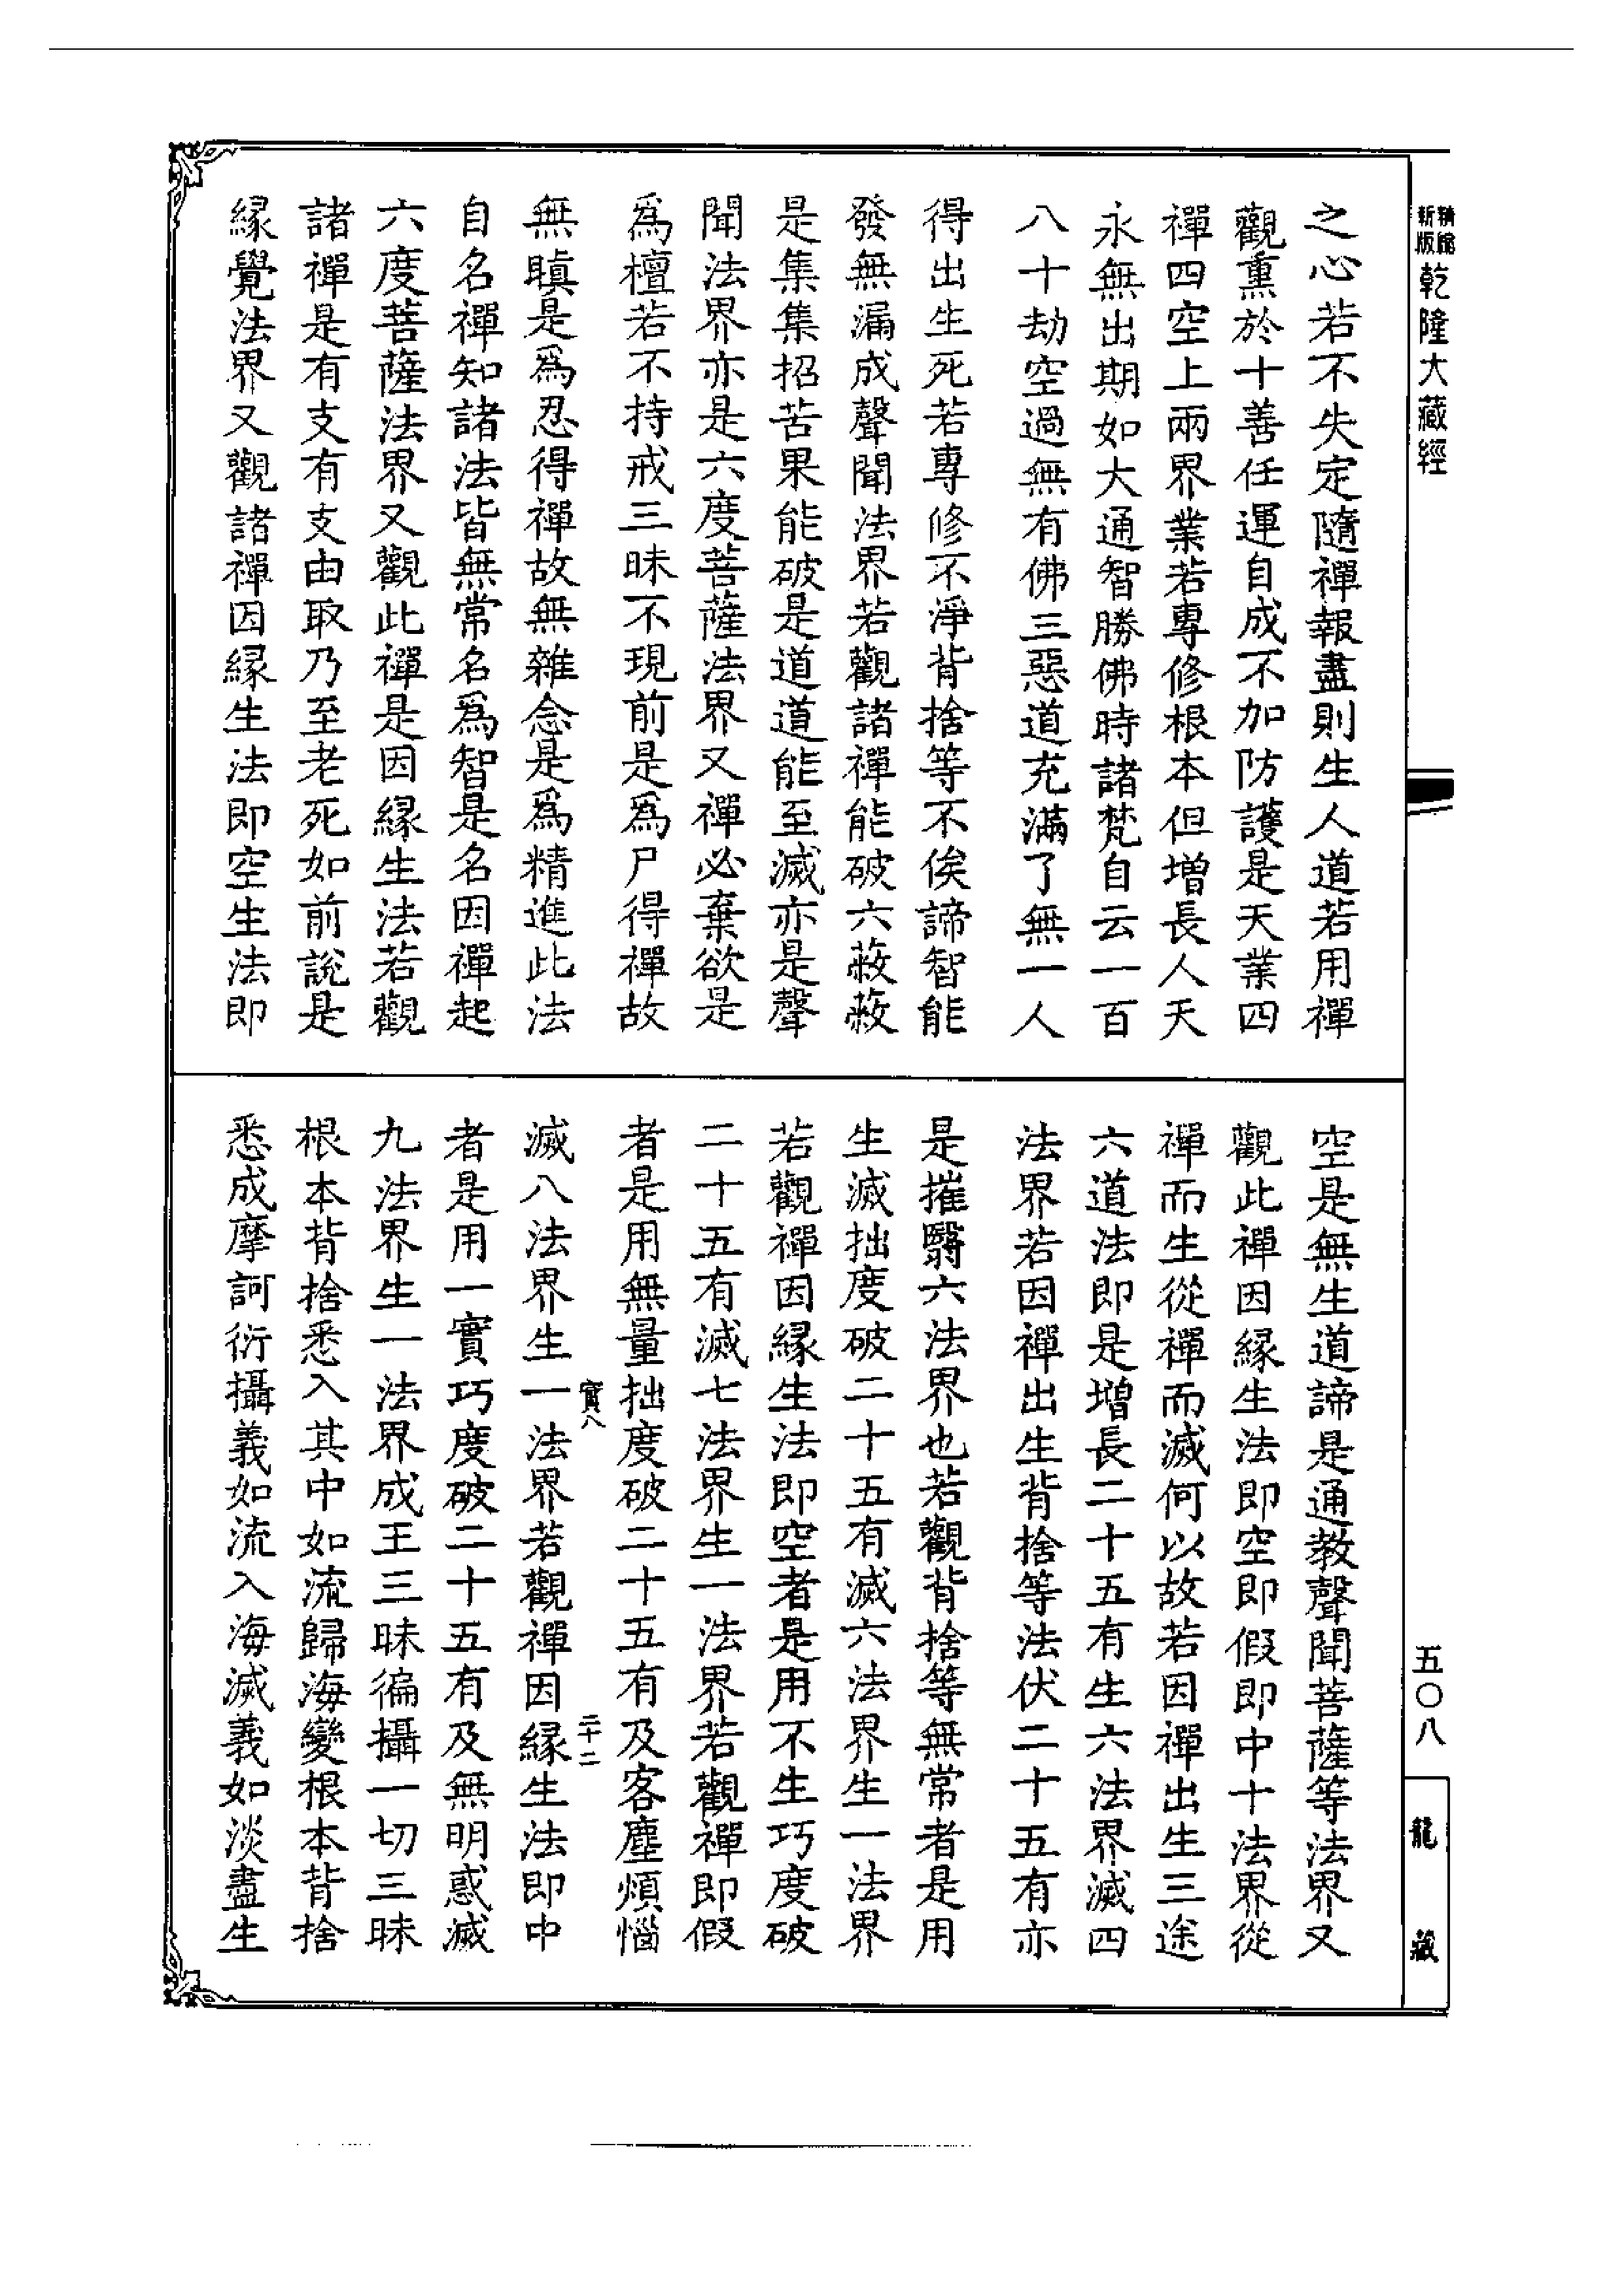 精縮新版乾隆大藏經
之心若不失定隨禪報盡則生人道若用禪
觀熏於十善任運自成不加防護是天業四
禪四空上兩界業若專修根本但增長人天
永無出期如大通智勝佛時諸梵自云一百
八十劫空過無有佛三惡道充滿了無一人
得出生死若專修不淨背捨等不俟諦智能
發無漏成聲聞法界若觀諸禪能破六蔽蔽
是集集招苦果能破是道道能至滅亦是聲
聞法界亦是六度菩薩法界又禪必棄欲是
爲檀若不持戒三昧不現前是爲尸得禪故
無瞋是爲忍得禪故無雜念是爲精進此法
自名禪知諸法皆無常名爲智是名因禪起
六度菩薩法界又觀此禪是因緣生法若觀
諸禪是有支有支由取乃至老死如前說是
緣覺法界又觀諸禪因緣生法即空生法即
空是無生道諦是通教聲聞菩薩等法界又
觀此禪因緣生法即空即假即中十法界從
禪而生從禪而滅何以故若因禪出生三途
六道法即是增長二十五有生六法界滅四
法界若因禪出生背捨等法伏二十五有亦
是摧翳六法界也若觀背捨等無常者是用
生滅拙度破二十五有滅六法界生一法界
若觀禪因緣生法即空者是用不生巧度破
二十五有滅七法界生一法界若觀禪即假
者是用無量拙度破二十五有及客塵煩惱
實八 二十二
滅八法界生一法界若觀禪因緣生法即中
者是用一實巧度破二十五有及無明惑滅
九法界生一法界成王三昧徧攝一切三昧
根本背捨悉入其中如流歸海變根本背捨
悉成摩訶衍攝義如流入海滅義如淡盡生
五〇八
龍藏